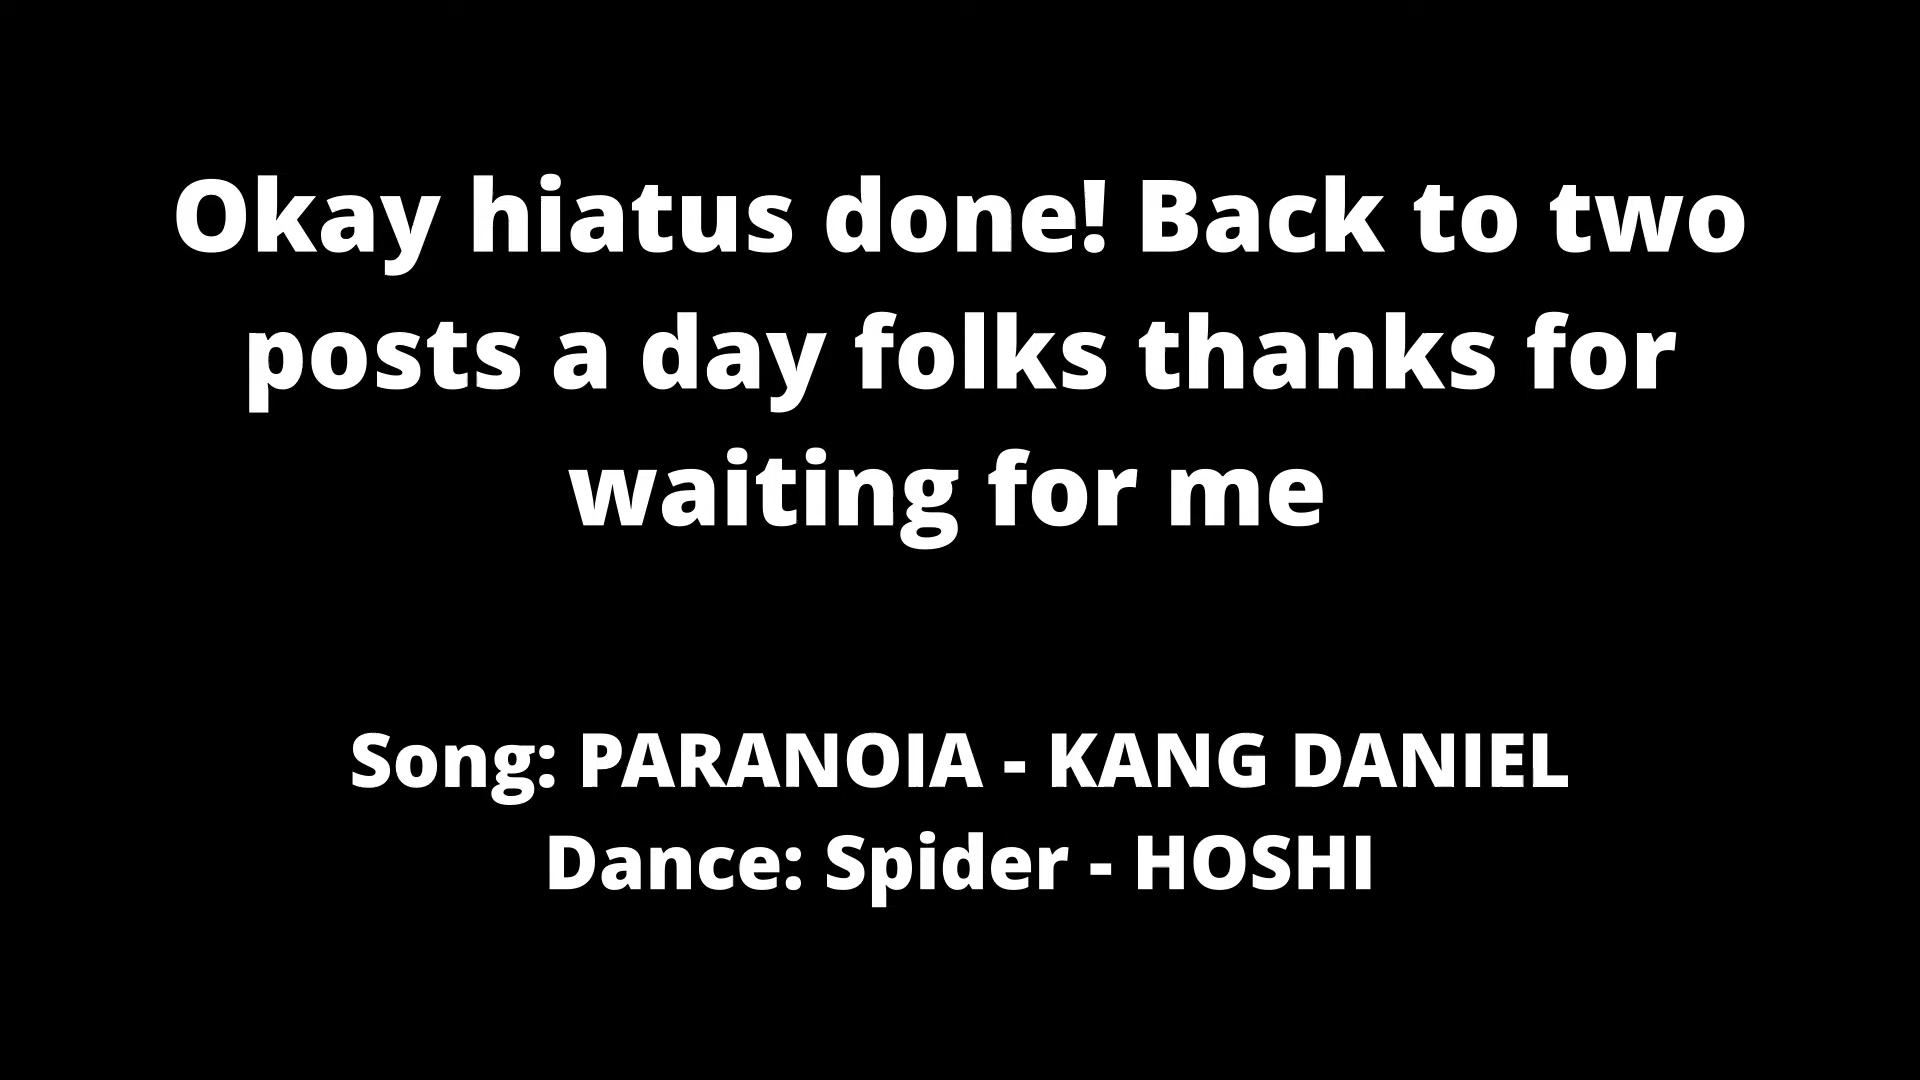 Okay hiatus done! Back to two
posts a day folks thanks for
waiting for me
Song: PARANOIA - KANG DANIEL
Dance: Spider - HOSHI